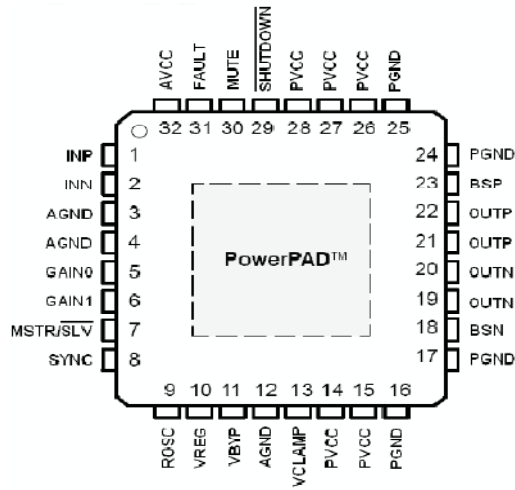 AVCC
FAULT
MUTE
SHUTDOWN
PVCC
PVCC
PVCC
PGND
32 31 30 29 28 27 26 25
INP 1
INN 2
AGND 3
AGND 4
GAIN0 5
GAIN1 6
MSTR/SLV 7
SYNC 8
PowerPAD™
24 PGND
23 BSP
22 OUTP
21 OUTP
20 OUTN
19 OUTN
18 BSN
17 PGND
9 10 11 12 13 14 15 16
ROSC
VREG
VBYP
AGND
VCLAMP
PVCC
PVCC
PGND